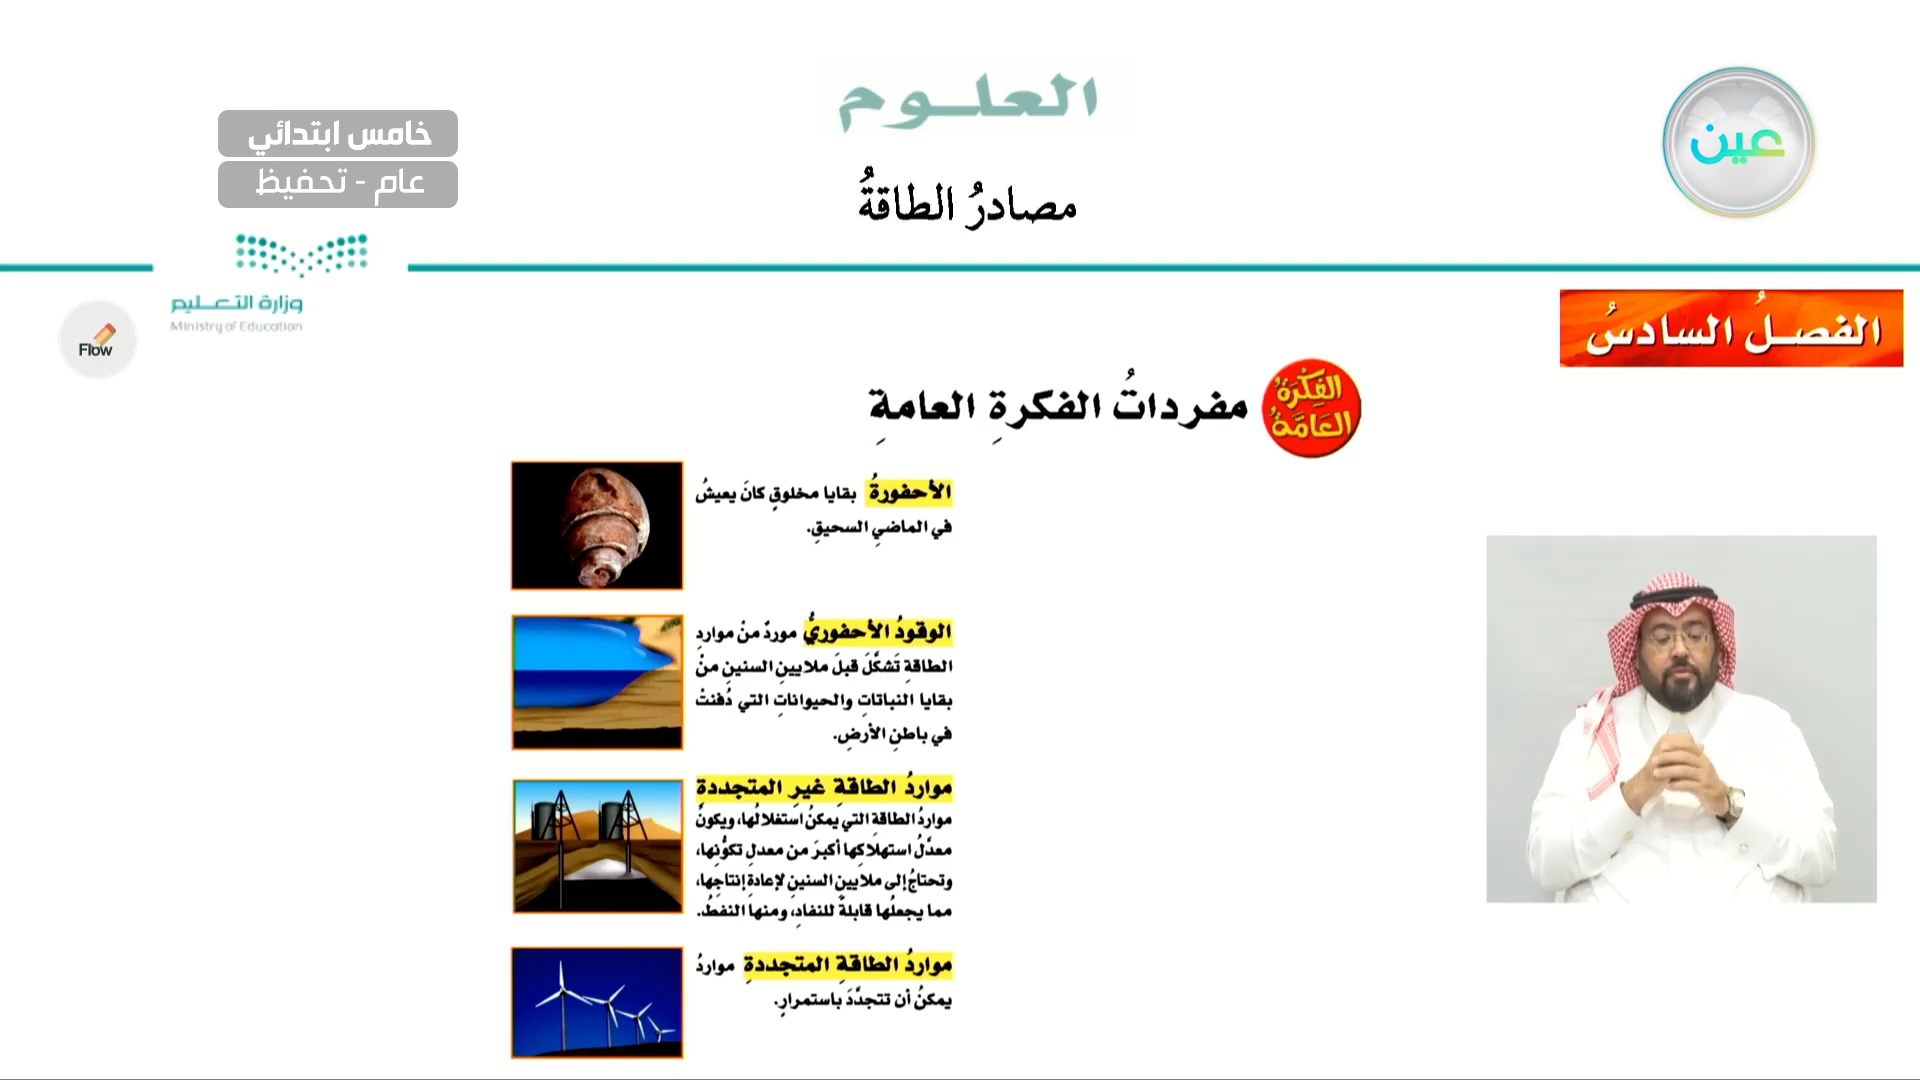 العلوم
عين
خامس ابتدائي
عام - تحفيظ
مصادرُ الطاقةُ
وزارة التعليم
Ministry of Education
Flow
الفصلُ السادسُ
الفِكْرَةُ
العَامَّةُ
مفرداتُ الفكرةِ العامةِ
الأحفورةُ بقايا مخلوقٍ كانَ يعيشُ
في الماضي السحيقِ.
الوقودُ الأحفوريُّ موردٌ منْ مواردِ
الطاقةِ تَشكَّلَ قبلَ ملايينِ السنينِ منْ
بقايا النباتاتِ والحيواناتِ التي دُفنتْ
في باطنِ الأرضِ.
مواردُ الطاقةِ غيرِ المتجددةِ
مواردُ الطاقةِ التي يمكنُ استغلالُها، ويكونُ
معدَّلُ استهلاكِها أكبرَ من معدلِ تكوُّنِها،
وتحتاجُ إلى ملايينِ السنينِ لإعادةِ إنتاجِها،
مما يجعلُها قابلةً للنفادِ، ومنها النفطُ.
مواردُ الطاقةِ المتجددةِ مواردُ
يمكنُ أن تتجدَّدَ باستمرارٍ.